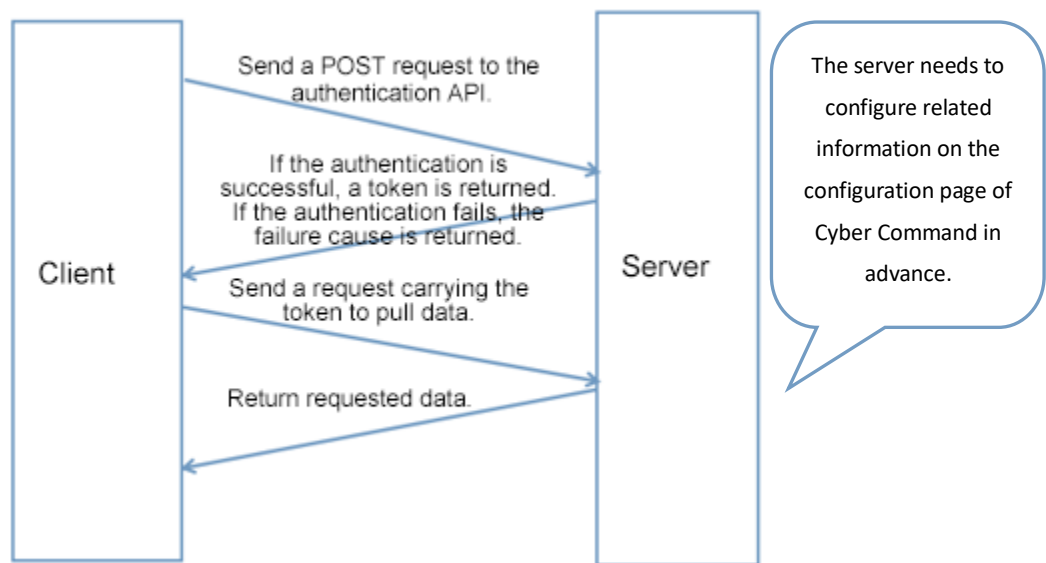 Send a POST request to the
authentication API.
If the authentication is
successful, a token is returned.
If the authentication fails, the
failure cause is returned.
Client
Server
Send a request carrying the
token to pull data.
Return requested data.
The server needs to
configure related
information on the
configuration page of
Cyber Command in
advance.